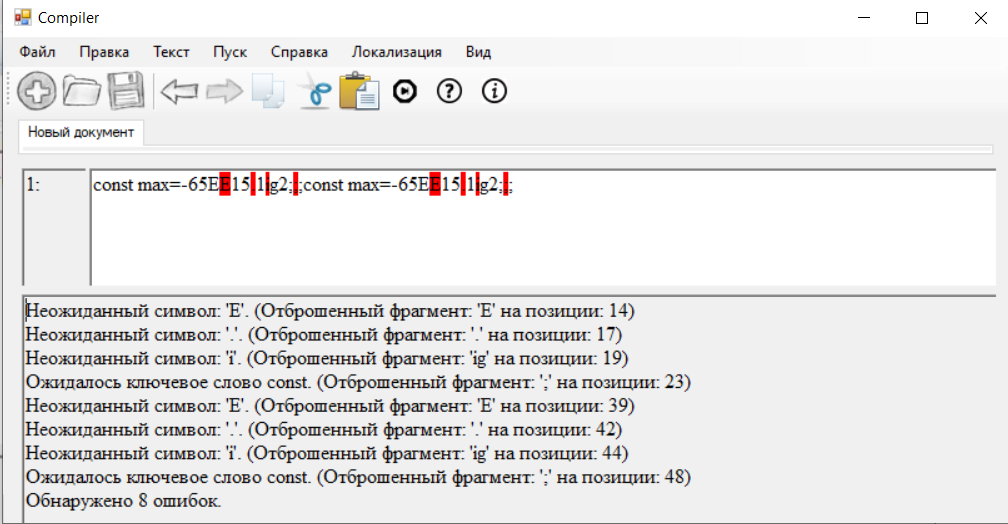 Compiler
Файл Правка Текст Пуск Справка Локализация Вид
Новый документ
1: const max=-65EE15.1ig2;;;const max=-65EE15.1ig2;;;
Неожиданный символ: 'E'. (Отброшенный фрагмент: 'E' на позиции: 14)
Неожиданный символ: '.'. (Отброшенный фрагмент: '.' на позиции: 17)
Неожиданный символ: 'i'. (Отброшенный фрагмент: 'ig' на позиции: 19)
Ожидалось ключевое слово const. (Отброшенный фрагмент: ';' на позиции: 23)
Неожиданный символ: 'E'. (Отброшенный фрагмент: 'E' на позиции: 39)
Неожиданный символ: '.'. (Отброшенный фрагмент: '.' на позиции: 42)
Неожиданный символ: 'i'. (Отброшенный фрагмент: 'ig' на позиции: 44)
Ожидалось ключевое слово const. (Отброшенный фрагмент: ';' на позиции: 48)
Обнаружено 8 ошибок.